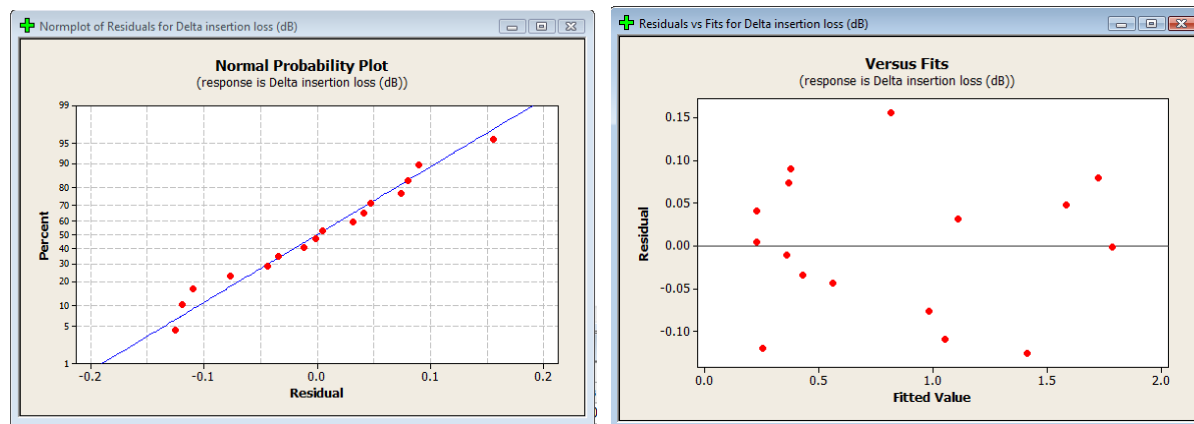 Normplot of Residuals for Delta insertion loss (dB)
Normal Probability Plot
(response is Delta insertion loss (dB))
99
95
90
80
70
60
50
40
30
20
10
5
1
Percent
-0.2 -0.1 0.0 0.1 0.2
Residual
Residuals vs Fits for Delta insertion loss (dB)
Versus Fits
(response is Delta insertion loss (dB))
0.15
0.10
0.05
0.00
-0.05
-0.10
Residual
0.0 0.5 1.0 1.5 2.0
Fitted Value